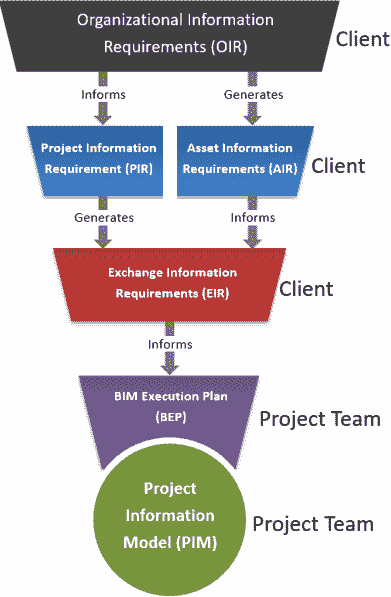 Organizational Information
Requirements (OIR)
Client
Informs
Generates
Project Information
Requirement (PIR)
Asset Information
Requirements (AIR)
Client
Generates
Informs
Exchange Information
Requirements (EIR)
Client
Informs
BIM Execution Plan
(BEP)
Project Team
Project
Information
Model (PIM)
Project Team